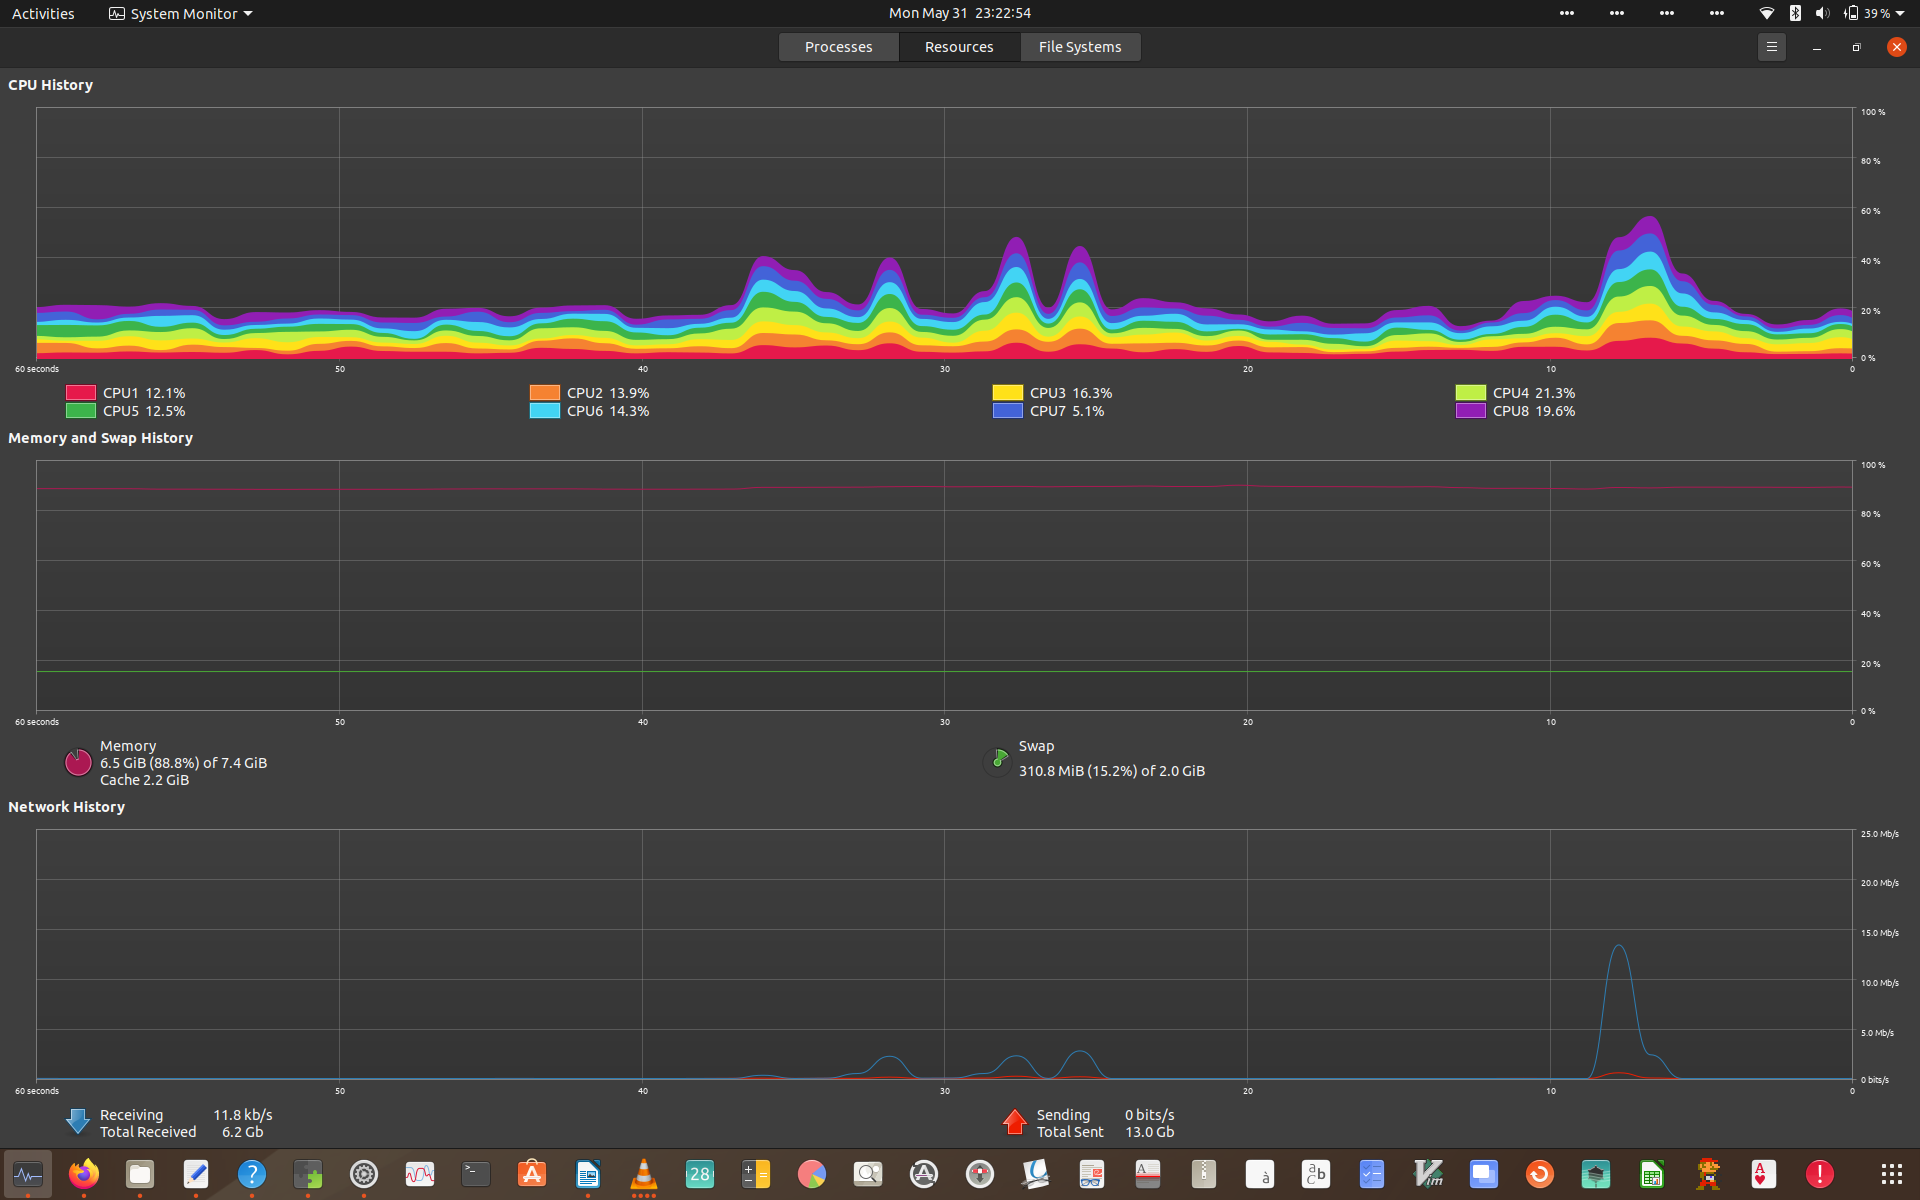 Activities System Monitor Mon May 31 23:22:54 39 %
Processes Resources File Systems
CPU History
100 %
80 %
60 %
40 %
20 %
0 %
60 seconds 50 40 30 20 10 0
CPU1 12.1% CPU2 13.9% CPU3 16.3% CPU4 21.3%
CPU5 12.5% CPU6 14.3% CPU7 5.1% CPU8 19.6%
Memory and Swap History
100 %
80 %
60 %
40 %
20 %
0 %
60 seconds 50 40 30 20 10 0
Memory
6.5 GiB (88.8%) of 7.4 GiB
Cache 2.2 GiB
Swap
310.8 MiB (15.2%) of 2.0 GiB
Network History
25.0 Mb/s
20.0 Mb/s
15.0 Mb/s
10.0 Mb/s
5.0 Mb/s
0 bits/s
60 seconds 50 40 30 20 10 0
Receiving 11.8 kb/s
Total Received 6.2 Gb
Sending 0 bits/s
Total Sent 13.0 Gb
? >_ A 28 A A à a b c Vim A !